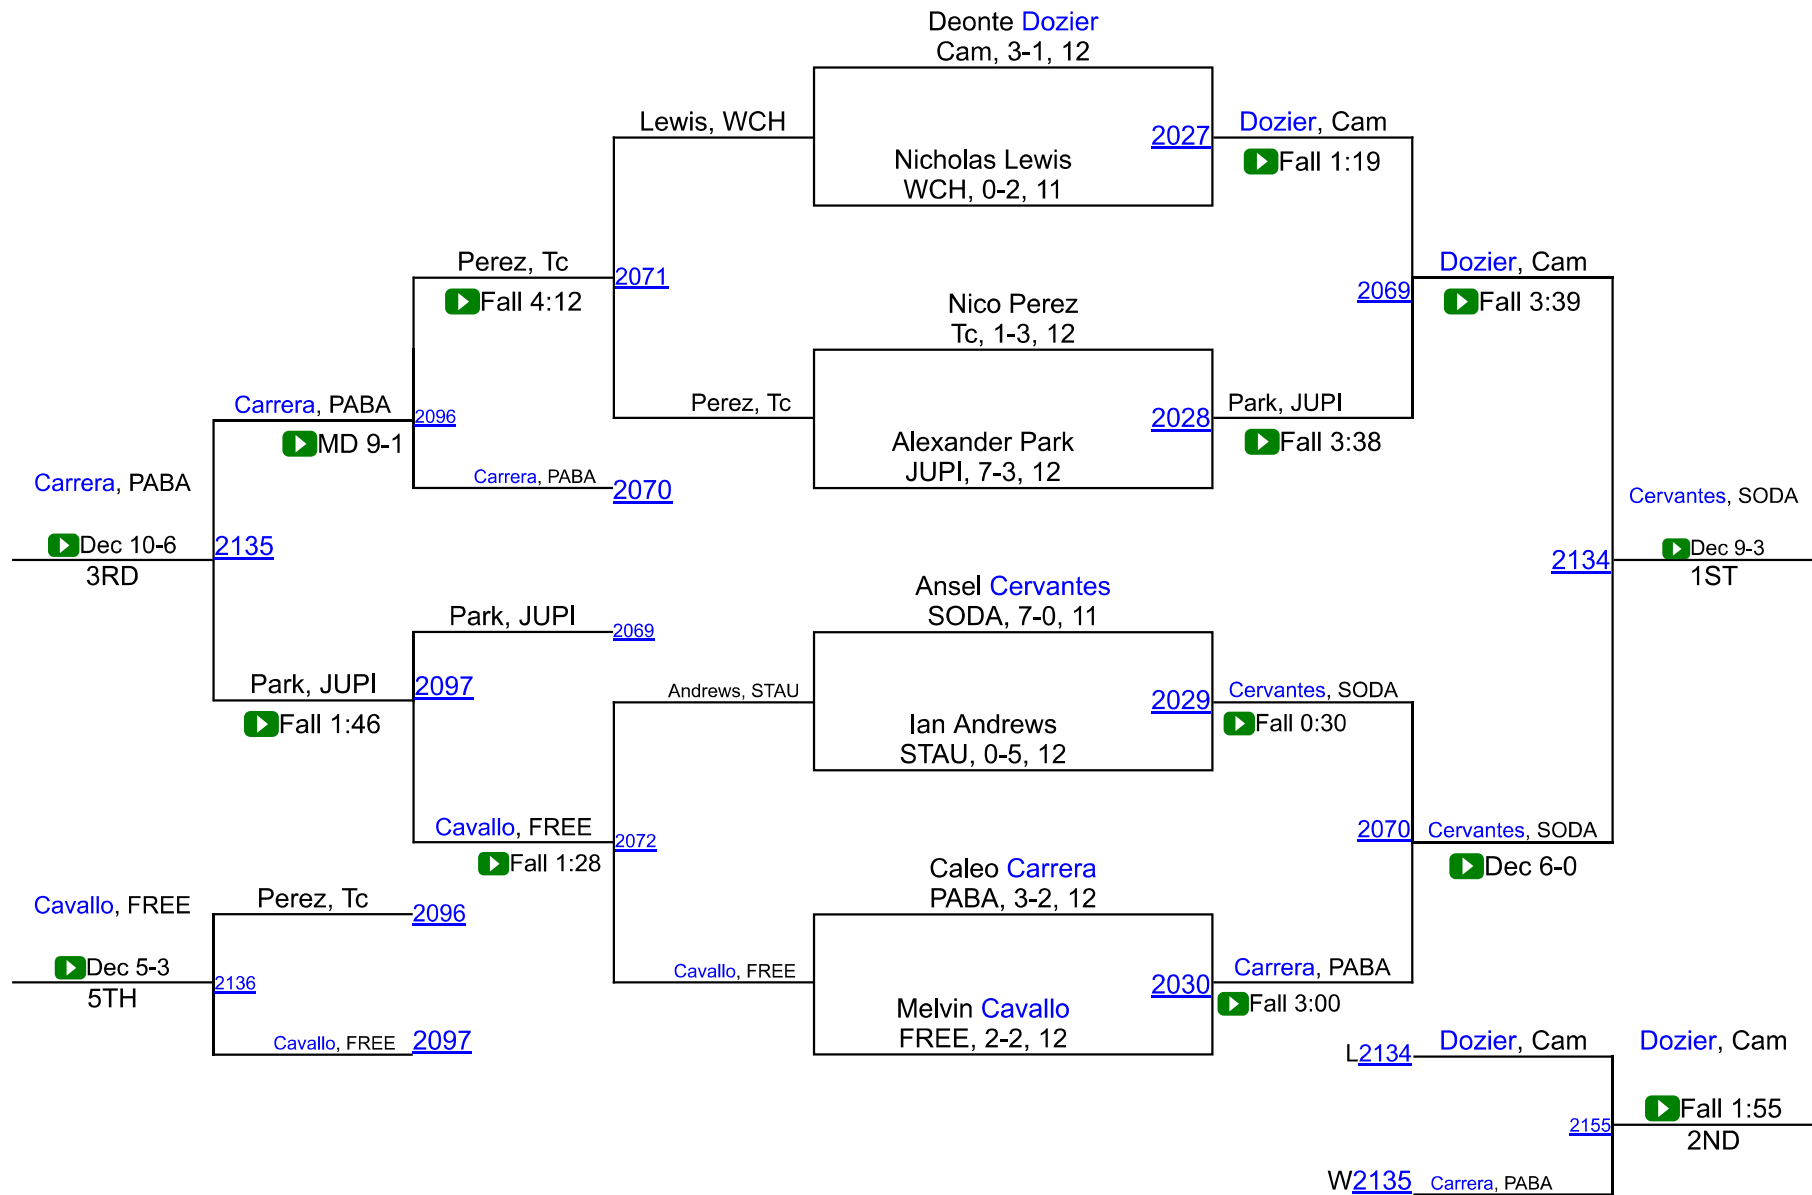 Deonte Dozier
Cam, 3-1, 12
Lewis, WCH
2027
Dozier, Cam
Fall 1:19
Nicholas Lewis
WCH, 0-2, 11
Perez, Tc
2071
Fall 4:12
Dozier, Cam
2069
Fall 3:39
Nico Perez
Tc, 1-3, 12
Carrera, PABA
2096
MD 9-1
Perez, Tc
2028
Park, JUPI
Fall 3:38
Alexander Park
JUPI, 7-3, 12
Carrera, PABA
2070
Carrera, PABA
Dec 10-6
3RD
2135
Cervantes, SODA
2134
Dec 9-3
1ST
Ansel Cervantes
SODA, 7-0, 11
Park, JUPI
2069
Park, JUPI
2097
Fall 1:46
Andrews, STAU
2029
Cervantes, SODA
Fall 0:30
Ian Andrews
STAU, 0-5, 12
Cavallo, FREE
2072
Fall 1:28
2070
Cervantes, SODA
Dec 6-0
Caleo Carrera
PABA, 3-2, 12
Cavallo, FREE
Perez, Tc
2096
Dec 5-3
5TH
2136
Cavallo, FREE
2030
Carrera, PABA
Fall 3:00
Melvin Cavallo
FREE, 2-2, 12
Cavallo, FREE
2097
L2134
Dozier, Cam
Dozier, Cam
2155
Fall 1:55
2ND
W2135
Carrera, PABA